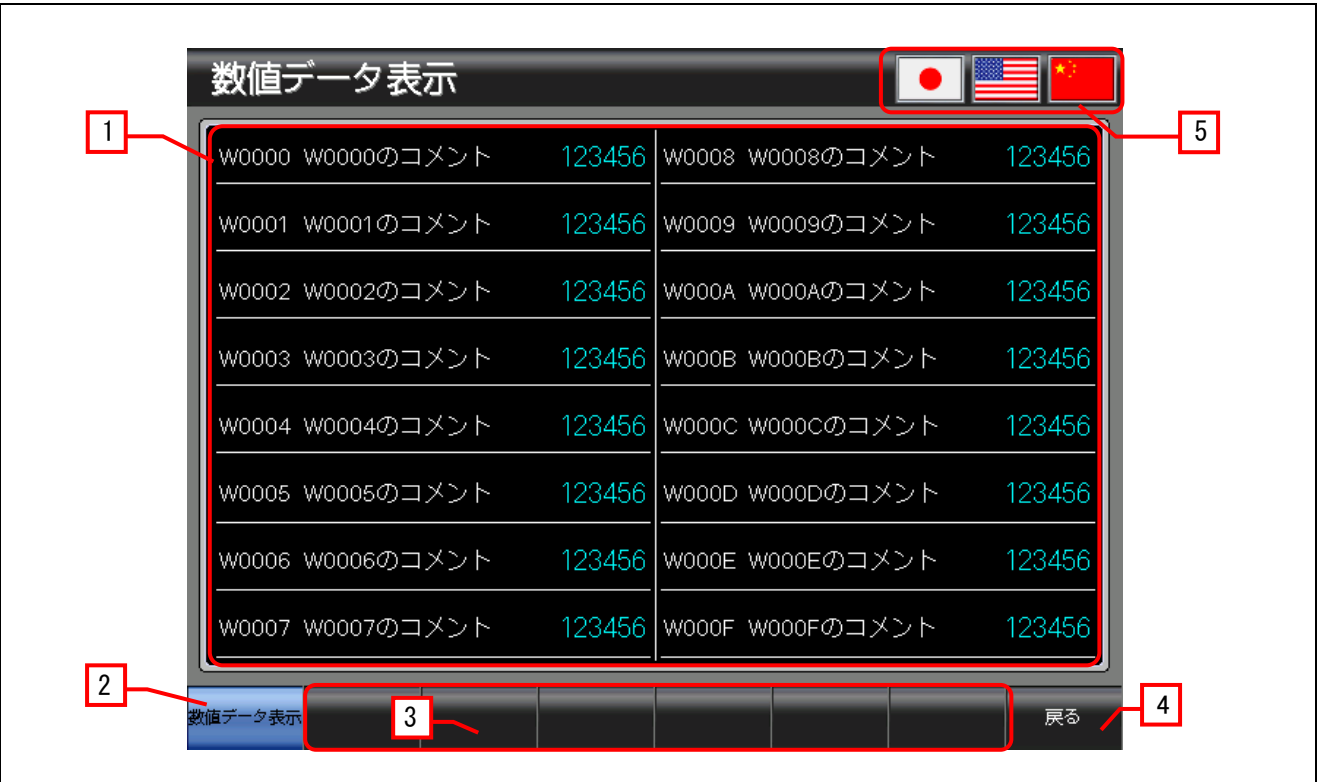 数値データ表示
1
5
W0000 W0000のコメント 123456 W0008 W0008のコメント 123456
W0001 W0001のコメント 123456 W0009 W0009のコメント 123456
W0002 W0002のコメント 123456 W000A W000Aのコメント 123456
W0003 W0003のコメント 123456 W000B W000Bのコメント 123456
W0004 W0004のコメント 123456 W000C W000Cのコメント 123456
W0005 W0005のコメント 123456 W000D W000Dのコメント 123456
W0006 W0006のコメント 123456 W000E W000Eのコメント 123456
W0007 W0007のコメント 123456 W000F W000Fのコメント 123456
2
数値データ表示
3
戻る
4